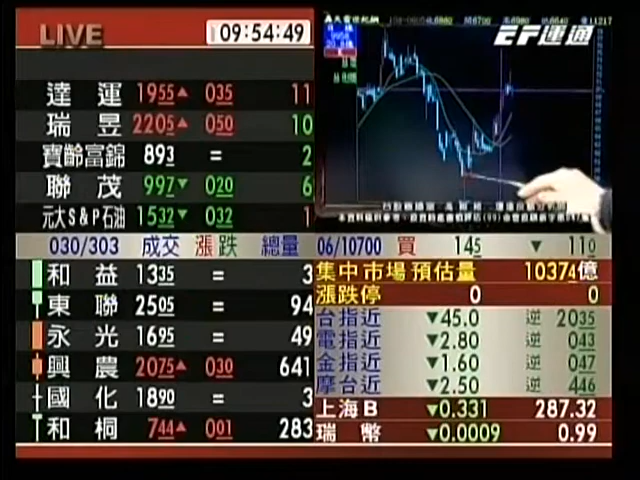 LIVE
09:54:49
EF運通
達運 1955▲ 035 11
瑞昱 2205▲ 050 10
寶齡富錦 893 = 2
聯茂 997▼ 020 6
元大S&P石油 1532▼ 032 1
030/303 成交 漲跌 總量
和益 1335 = 3
東聯 2505 = 94
永光 1695 = 49
興農 2075▲ 030 641
國化 1890 = 3
和桐 744▲ 001 283
06/10700 買 145 ▼ 110
集中市場預估量 10374億
漲跌停 0 0
台指近 ▼45.0 逆 2035
電指近 ▼2.80 逆 043
金指近 ▼1.60 逆 047
摩台近 ▼2.50 逆 446
上海B ▼0.331 287.32
瑞幣 ▼0.0009 0.99